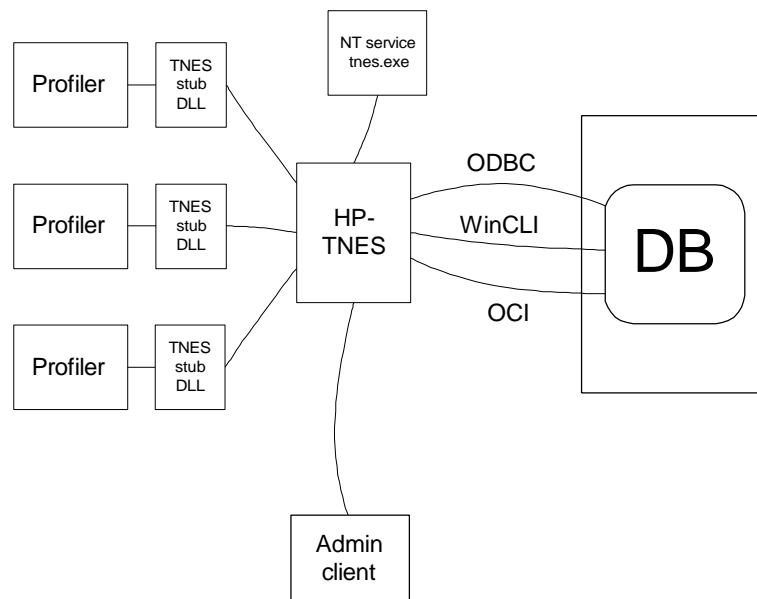 NT service
tnes.exe
Profiler
TNES
stub
DLL
ODBC
Profiler
TNES
stub
DLL
HP-
TNES
WinCLI
DB
OCI
Profiler
TNES
stub
DLL
Admin
client